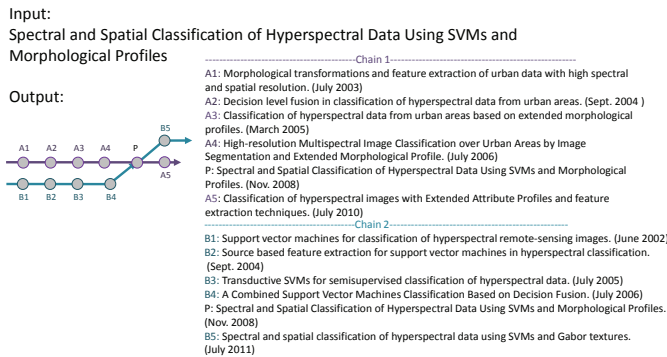 Input:
Spectral and Spatial Classification of Hyperspectral Data Using SVMs and
Morphological Profiles
Output:
A1 A2 A3 A4 P B5
A5
B1 B2 B3 B4
--------Chain 1--------
A1: Morphological transformations and feature extraction of urban data with high spectral
and spatial resolution. (July 2003)
A2: Decision level fusion in classification of hyperspectral data from urban areas. (Sept. 2004 )
A3: Classification of hyperspectral data from urban areas based on extended morphological
profiles. (March 2005)
A4: High-resolution Multispectral Image Classification over Urban Areas by Image
Segmentation and Extended Morphological Profile. (July 2006)
P: Spectral and Spatial Classification of Hyperspectral Data Using SVMs and Morphological
Profiles. (Nov. 2008)
A5: Classification of hyperspectral images with Extended Attribute Profiles and feature
extraction techniques. (July 2010)
--------Chain 2--------
B1: Support vector machines for classification of hyperspectral remote-sensing images. (June 2002)
B2: Source based feature extraction for support vector machines in hyperspectral classification.
(Sept. 2004)
B3: Transductive SVMs for semisupervised classification of hyperspectral data. (July 2005)
B4: A Combined Support Vector Machines Classification Based on Decision Fusion. (July 2006)
P: Spectral and Spatial Classification of Hyperspectral Data Using SVMs and Morphological Profiles.
(Nov. 2008)
B5: Spectral and spatial classification of hyperspectral data using SVMs and Gabor textures.
(July 2011)